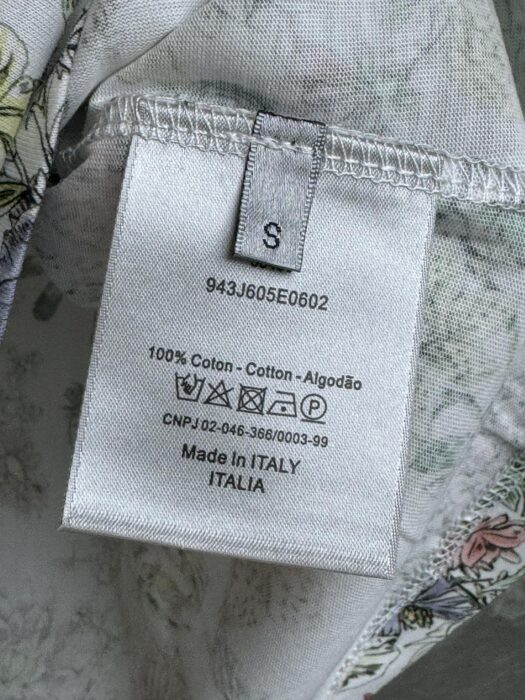 S
943J605E0602
100% Coton - Cotton - Algodão
P
CNPJ 02-046-366/0003-99
Made In ITALY
ITALIA